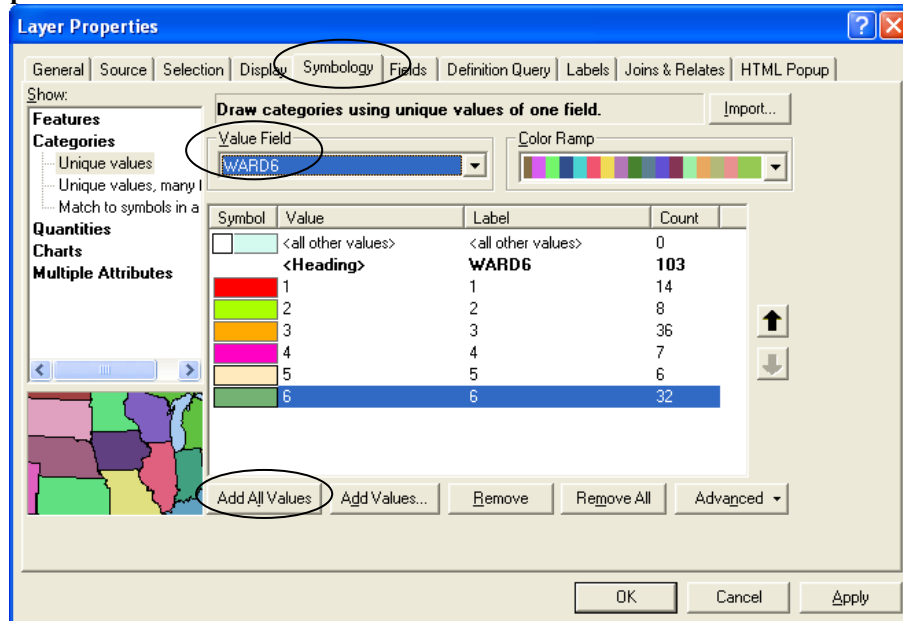 Layer Properties
General Source Selection Display Symbology Fields Definition Query Labels Joins & Relates HTML Popup
Show:
Features
Categories
Unique values
Unique values, many
Match to symbols in a
Quantities
Charts
Multiple Attributes
Draw categories using unique values of one field.
Import...
Value Field
WARD6
Color Ramp
Symbol Value Label Count
<all other values> <all other values> 0
<Heading> WARD6 103
1 1 14
2 2 8
3 3 36
4 4 7
5 5 6
6 6 32
Add All Values Add Values... Remove Remove All Advanced
OK Cancel Apply